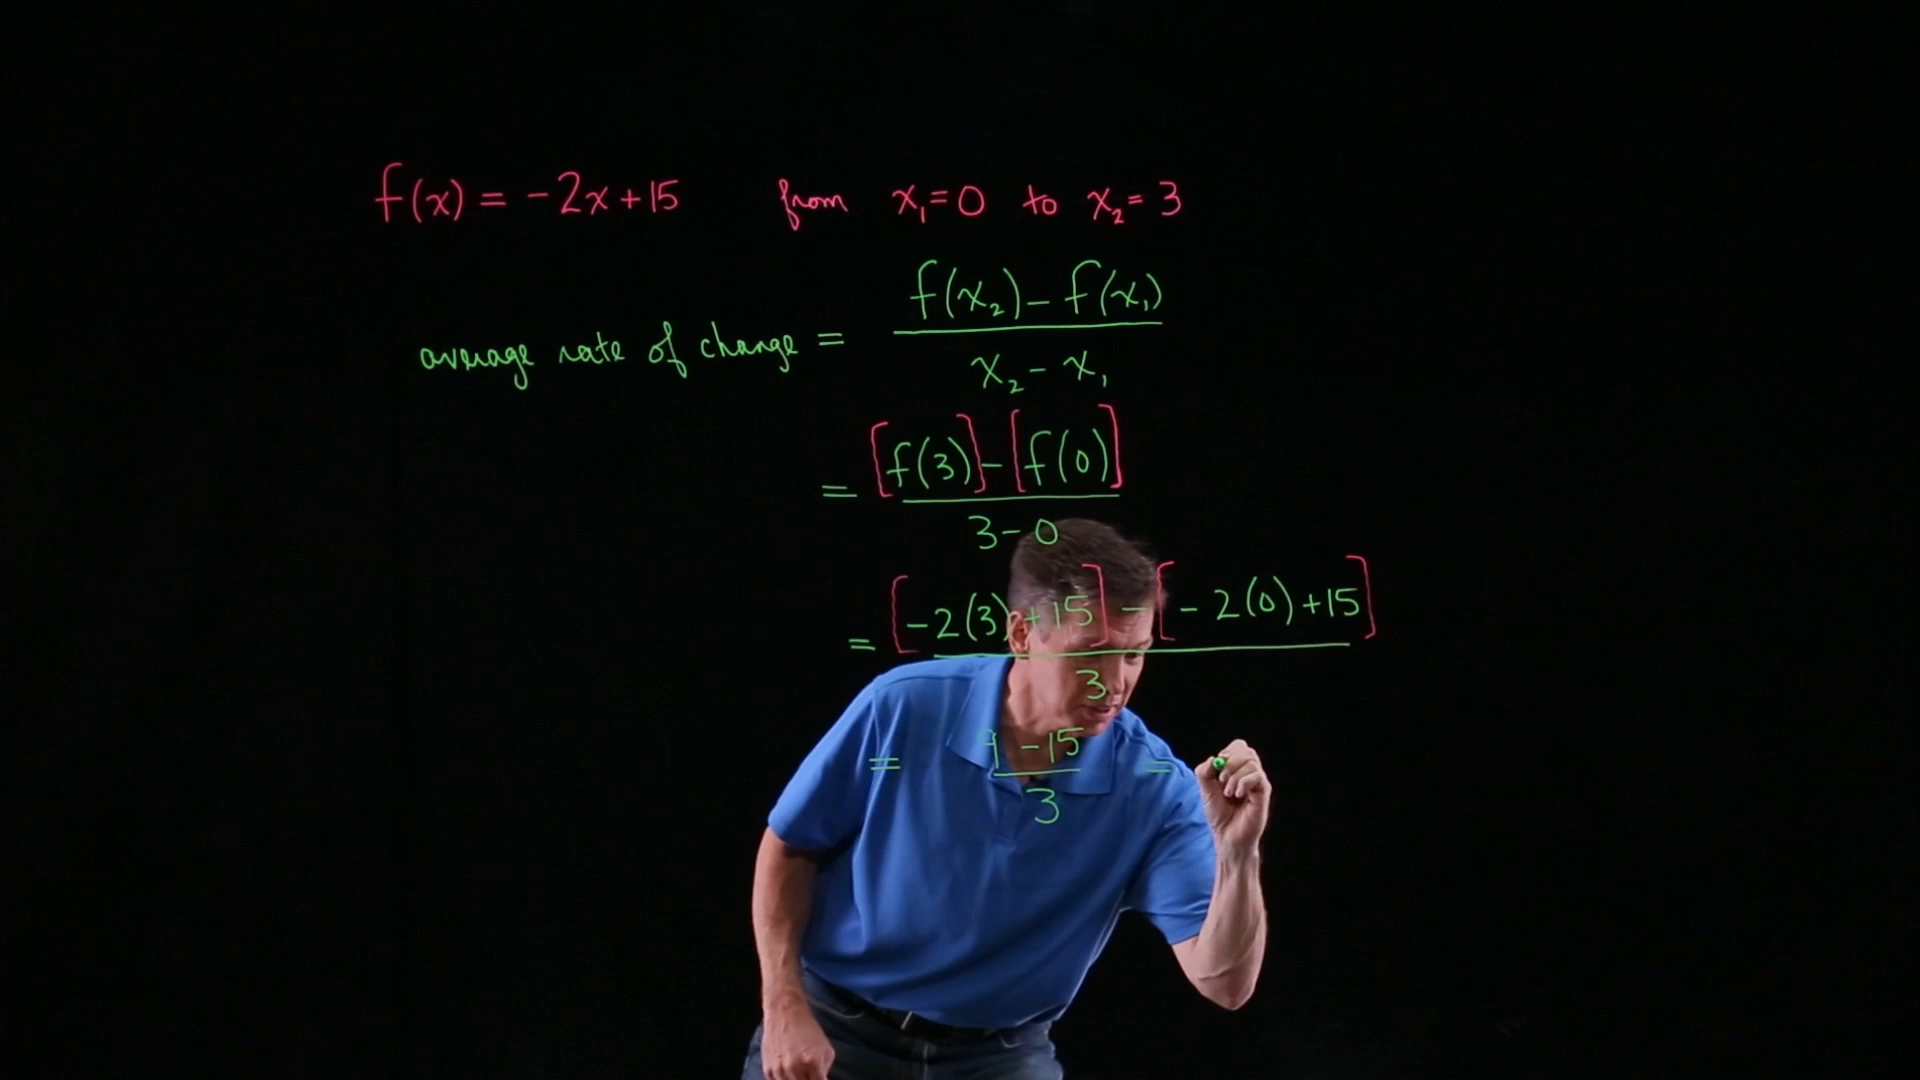 f(x) = -2x+15 from x₁=0 to x₂=3
average rate of change = f(x₂) - f(x₁) / x₂ - x₁
= [f(3)] - [f(0)] / 3-0
= [-2(3)+15] - [-2(0)+15] / 3
= 9 -15 / 3 =